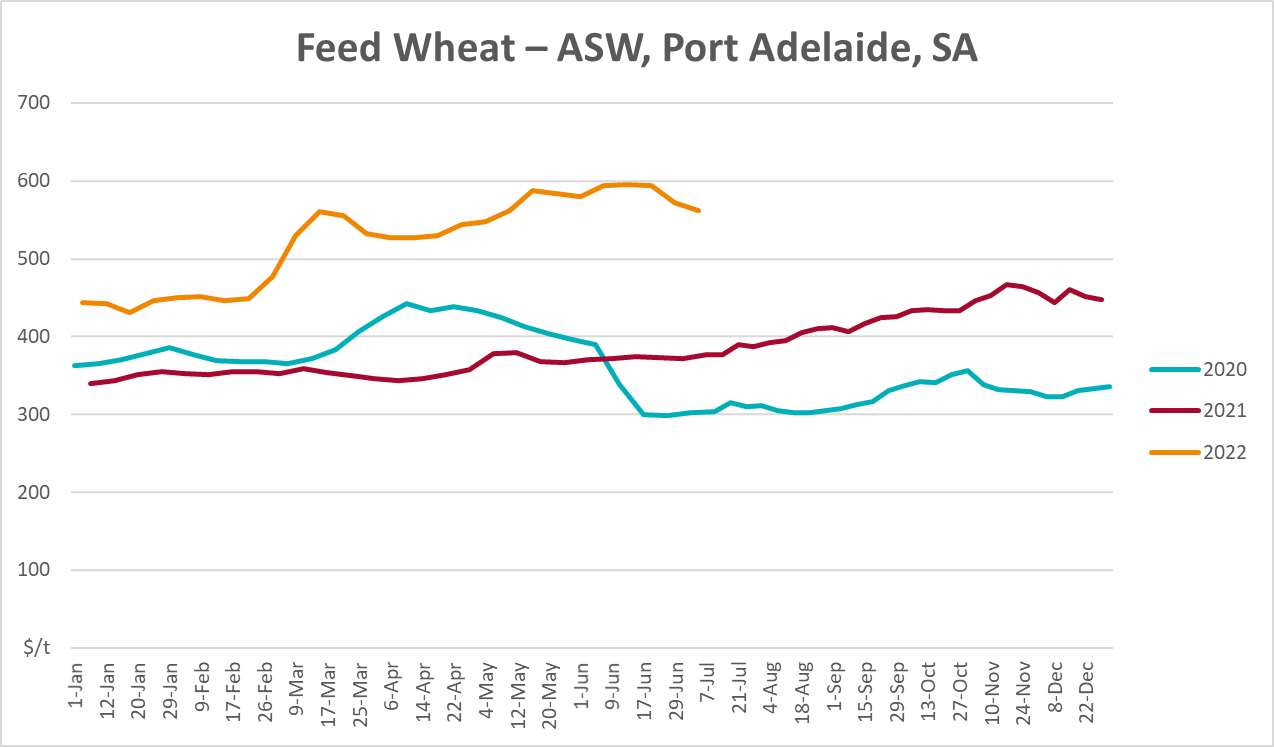 Feed Wheat – ASW, Port Adelaide, SA
700
600
500
400
300
200
100
$/t
1-Jan
12-Jan
20-Jan
29-Jan
9-Feb
17-Feb
26-Feb
9-Mar
17-Mar
25-Mar
6-Apr
14-Apr
22-Apr
4-May
12-May
20-May
1-Jun
9-Jun
17-Jun
29-Jun
7-Jul
21-Jul
4-Aug
18-Aug
1-Sep
15-Sep
29-Sep
13-Oct
27-Oct
10-Nov
24-Nov
8-Dec
22-Dec
2020
2021
2022